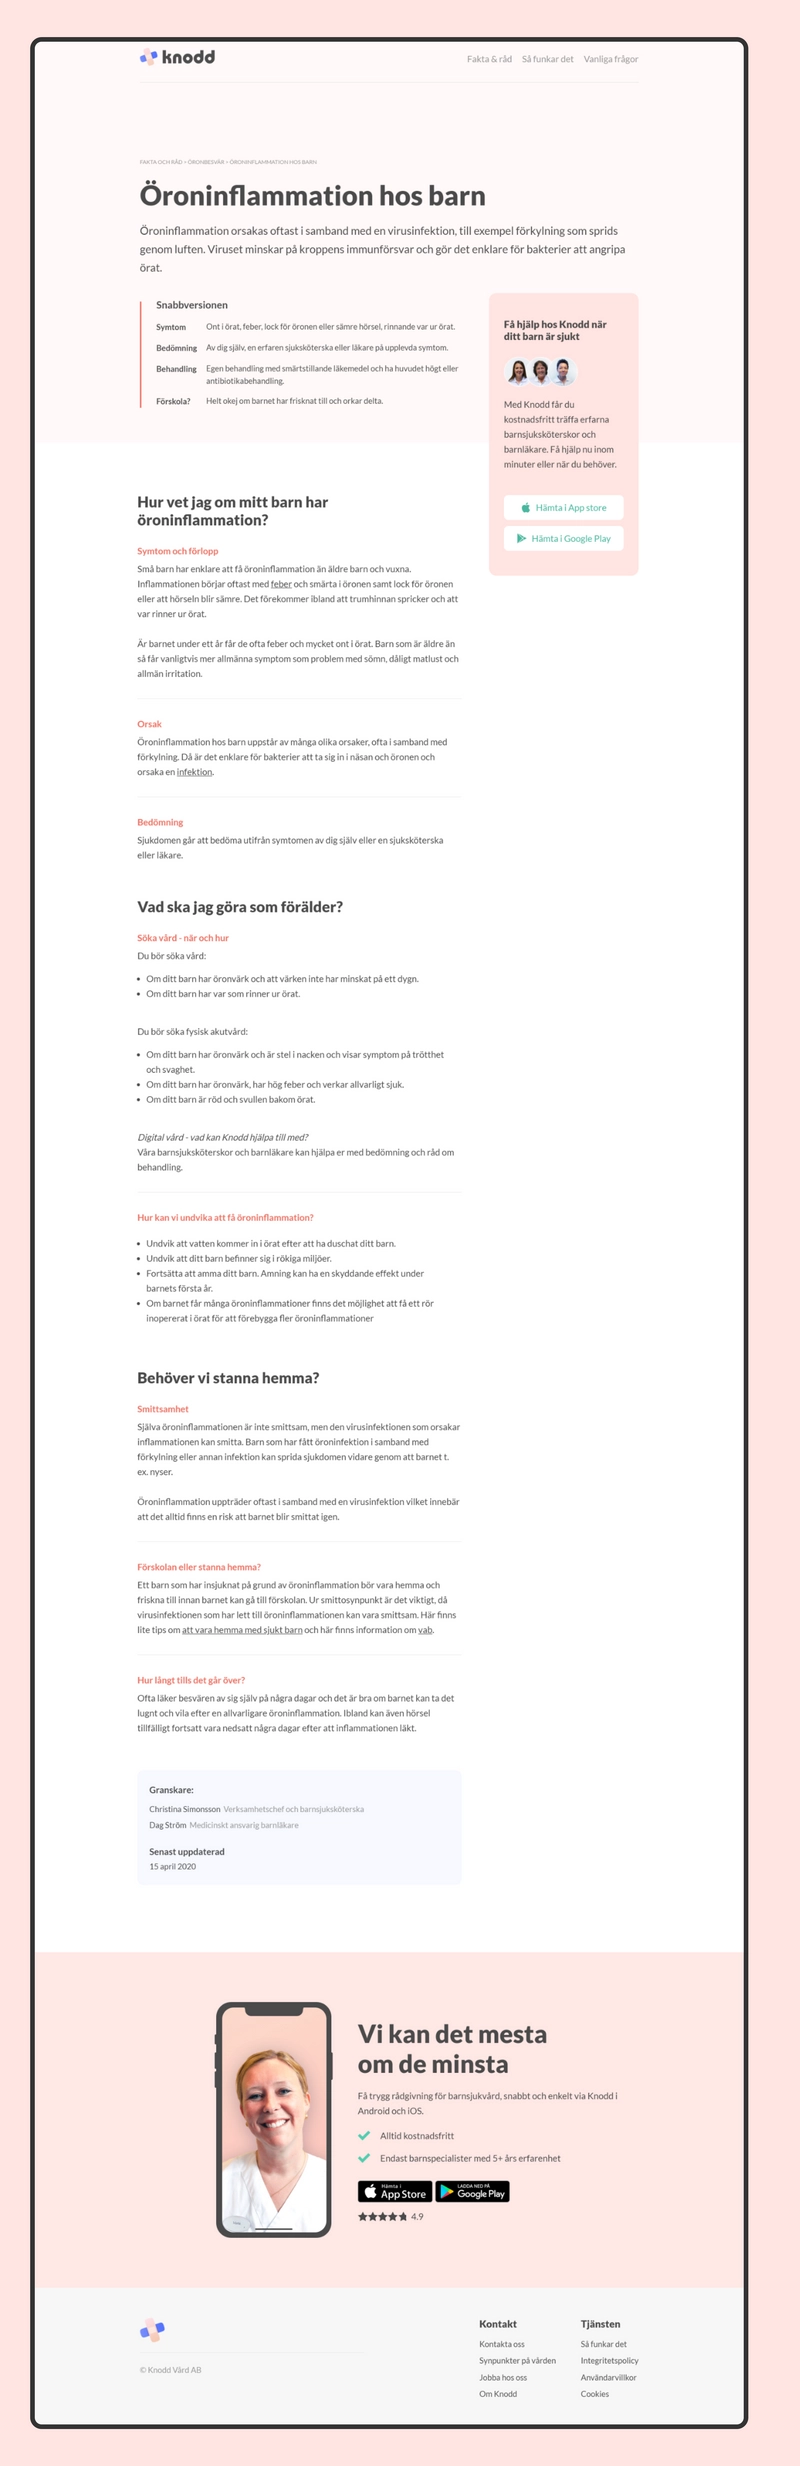 knodd
Fakta & råd
Så funkar det
Vanliga frågor
FAKTA OCH RÅD > ÖRONBESVÄR > ÖRONINFLAMMATION HOS BARN
Öroninflammation hos barn
Öroninflammation orsakas oftast i samband med en virusinfektion, till exempel förkylning som sprids
genom luften. Viruset minskar på kroppens immunförsvar och gör det enklare för bakterier att angripa
örat.
Snabbversionen
Symtom Ont i örat, feber, lock för öronen eller sämre hörsel, rinnande var ur örat.
Bedömning Av dig själv, en erfaren sjuksköterska eller läkare på upplevda symtom.
Behandling Egen behandling med smärtstillande läkemedel och ha huvudet högt eller
antibiotikabehandling.
Förskola? Helt okej om barnet har frisknat till och orkar delta.
Få hjälp hos Knodd när
ditt barn är sjukt
Med Knodd får du
kostnadsfritt träffa erfarna
barnsjuksköterskor och
barnläkare. Få hjälp nu inom
minuter eller när du behöver.
Hämta i App store
Hämta i Google Play
Hur vet jag om mitt barn har
öroninflammation?
Symtom och förlopp
Små barn har enklare att få öroninflammation än äldre barn och vuxna.
Inflammationen börjar oftast med feber och smärta i öronen samt lock för öronen
eller att hörseln blir sämre. Det förekommer ibland att trumhinnan spricker och att
var rinner ur örat.
Är barnet under ett år får de ofta feber och mycket ont i örat. Barn som är äldre än
så får vanligtvis mer allmänna symptom som problem med sömn, dåligt matlust och
allmän irritation.
Orsak
Öroninflammation hos barn uppstår av många olika orsaker, ofta i samband med
förkylning. Då är det enklare för bakterier att ta sig in i näsan och öronen och
orsaka en infektion.
Bedömning
Sjukdomen går att bedöma utifrån symtomen av dig själv eller en sjuksköterska
eller läkare.
Vad ska jag göra som förälder?
Söka vård - när och hur
Du bör söka vård:
• Om ditt barn har öronvärk och att värken inte har minskat på ett dygn.
• Om ditt barn har var som rinner ur örat.
Du bör söka fysisk akutvård:
• Om ditt barn har öronvärk och är stel i nacken och visar symptom på trötthet
och svaghet.
• Om ditt barn har öronvärk, har hög feber och verkar allvarligt sjuk.
• Om ditt barn är röd och svullen bakom örat.
Digital vård - vad kan Knodd hjälpa till med?
Våra barnsjuksköterskor och barnläkare kan hjälpa er med bedömning och råd om
behandling.
Hur kan vi undvika att få öroninflammation?
• Undvik att vatten kommer in i örat efter att ha duschat ditt barn.
• Undvik att ditt barn befinner sig i rökiga miljöer.
• Fortsätta att amma ditt barn. Amning kan ha en skyddande effekt under
barnets första år.
• Om barnet får många öroninflammationer finns det möjlighet att få ett rör
inopererat i örat för att förebygga fler öroninflammationer
Behöver vi stanna hemma?
Smittsamhet
Själva öroninflammationen är inte smittsam, men den virusinfektionen som orsakar
inflammationen kan smitta. Barn som har fått öroninfektion i samband med
förkylning eller annan infektion kan sprida sjukdomen vidare genom att barnet t.
ex. nyser.
Öroninflammation uppträder oftast i samband med en virusinfektion vilket innebär
att det alltid finns en risk att barnet blir smittat igen.
Förskolan eller stanna hemma?
Ett barn som har insjuknat på grund av öroninflammation bör vara hemma och
friskna till innan barnet kan gå till förskolan. Ur smittosynpunkt är det viktigt, då
virusinfektionen som har lett till öroninflammationen kan vara smittsam. Här finns
lite tips om att vara hemma med sjukt barn och här finns information om vab.
Hur långt tills det går över?
Ofta läker besvären av sig själv på några dagar och det är bra om barnet kan ta det
lugnt och vila efter en allvarligare öroninflammation. Ibland kan även hörsel
tillfälligt fortsatt vara nedsatt några dagar efter att inflammationen läkt.
Granskare:
Christina Simonsson Verksamhetschef och barnsjuksköterska
Dag Ström Medicinskt ansvarig barnläkare
Senast uppdaterad
15 april 2020
Vi kan det mesta
om de minsta
Få trygg rådgivning för barnsjukvård, snabbt och enkelt via Knodd i
Android och iOS.
Alltid kostnadsfritt
Endast barnspecialister med 5+ års erfarenhet
Hämta i
App Store
LADDA NED PÅ
Google Play
4.9
© Knodd Vård AB
Kontakt
Kontakta oss
Synpunkter på vården
Jobba hos oss
Om Knodd
Tjänsten
Så funkar det
Integritetspolicy
Användarvillkor
Cookies